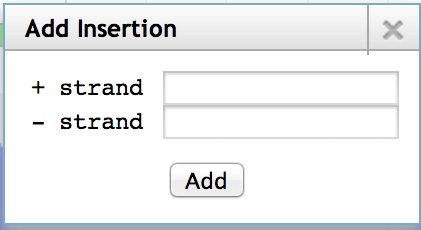 Add Insertion
+ strand
- strand
Add